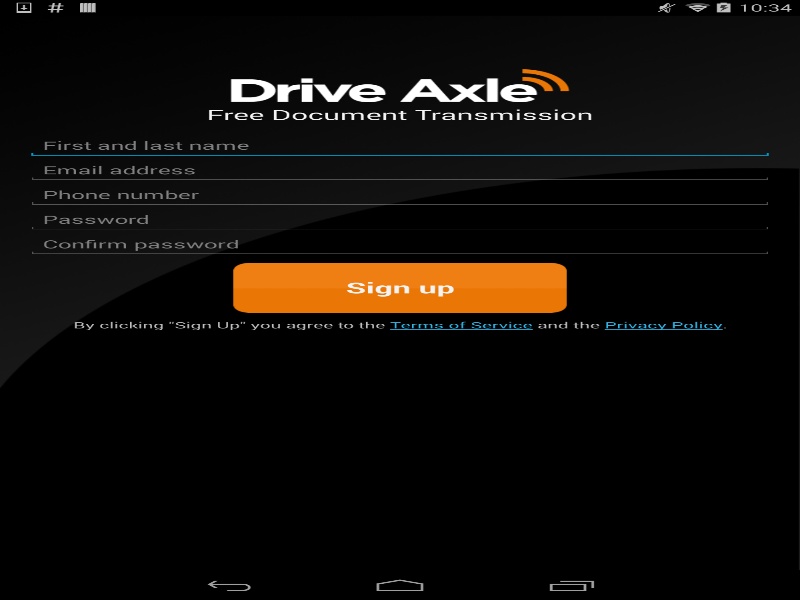 10:34
Drive Axle
Free Document Transmission
First and last name
Email address
Phone number
Password
Confirm password
Sign up
By clicking "Sign Up" you agree to the Terms of Service and the Privacy Policy.